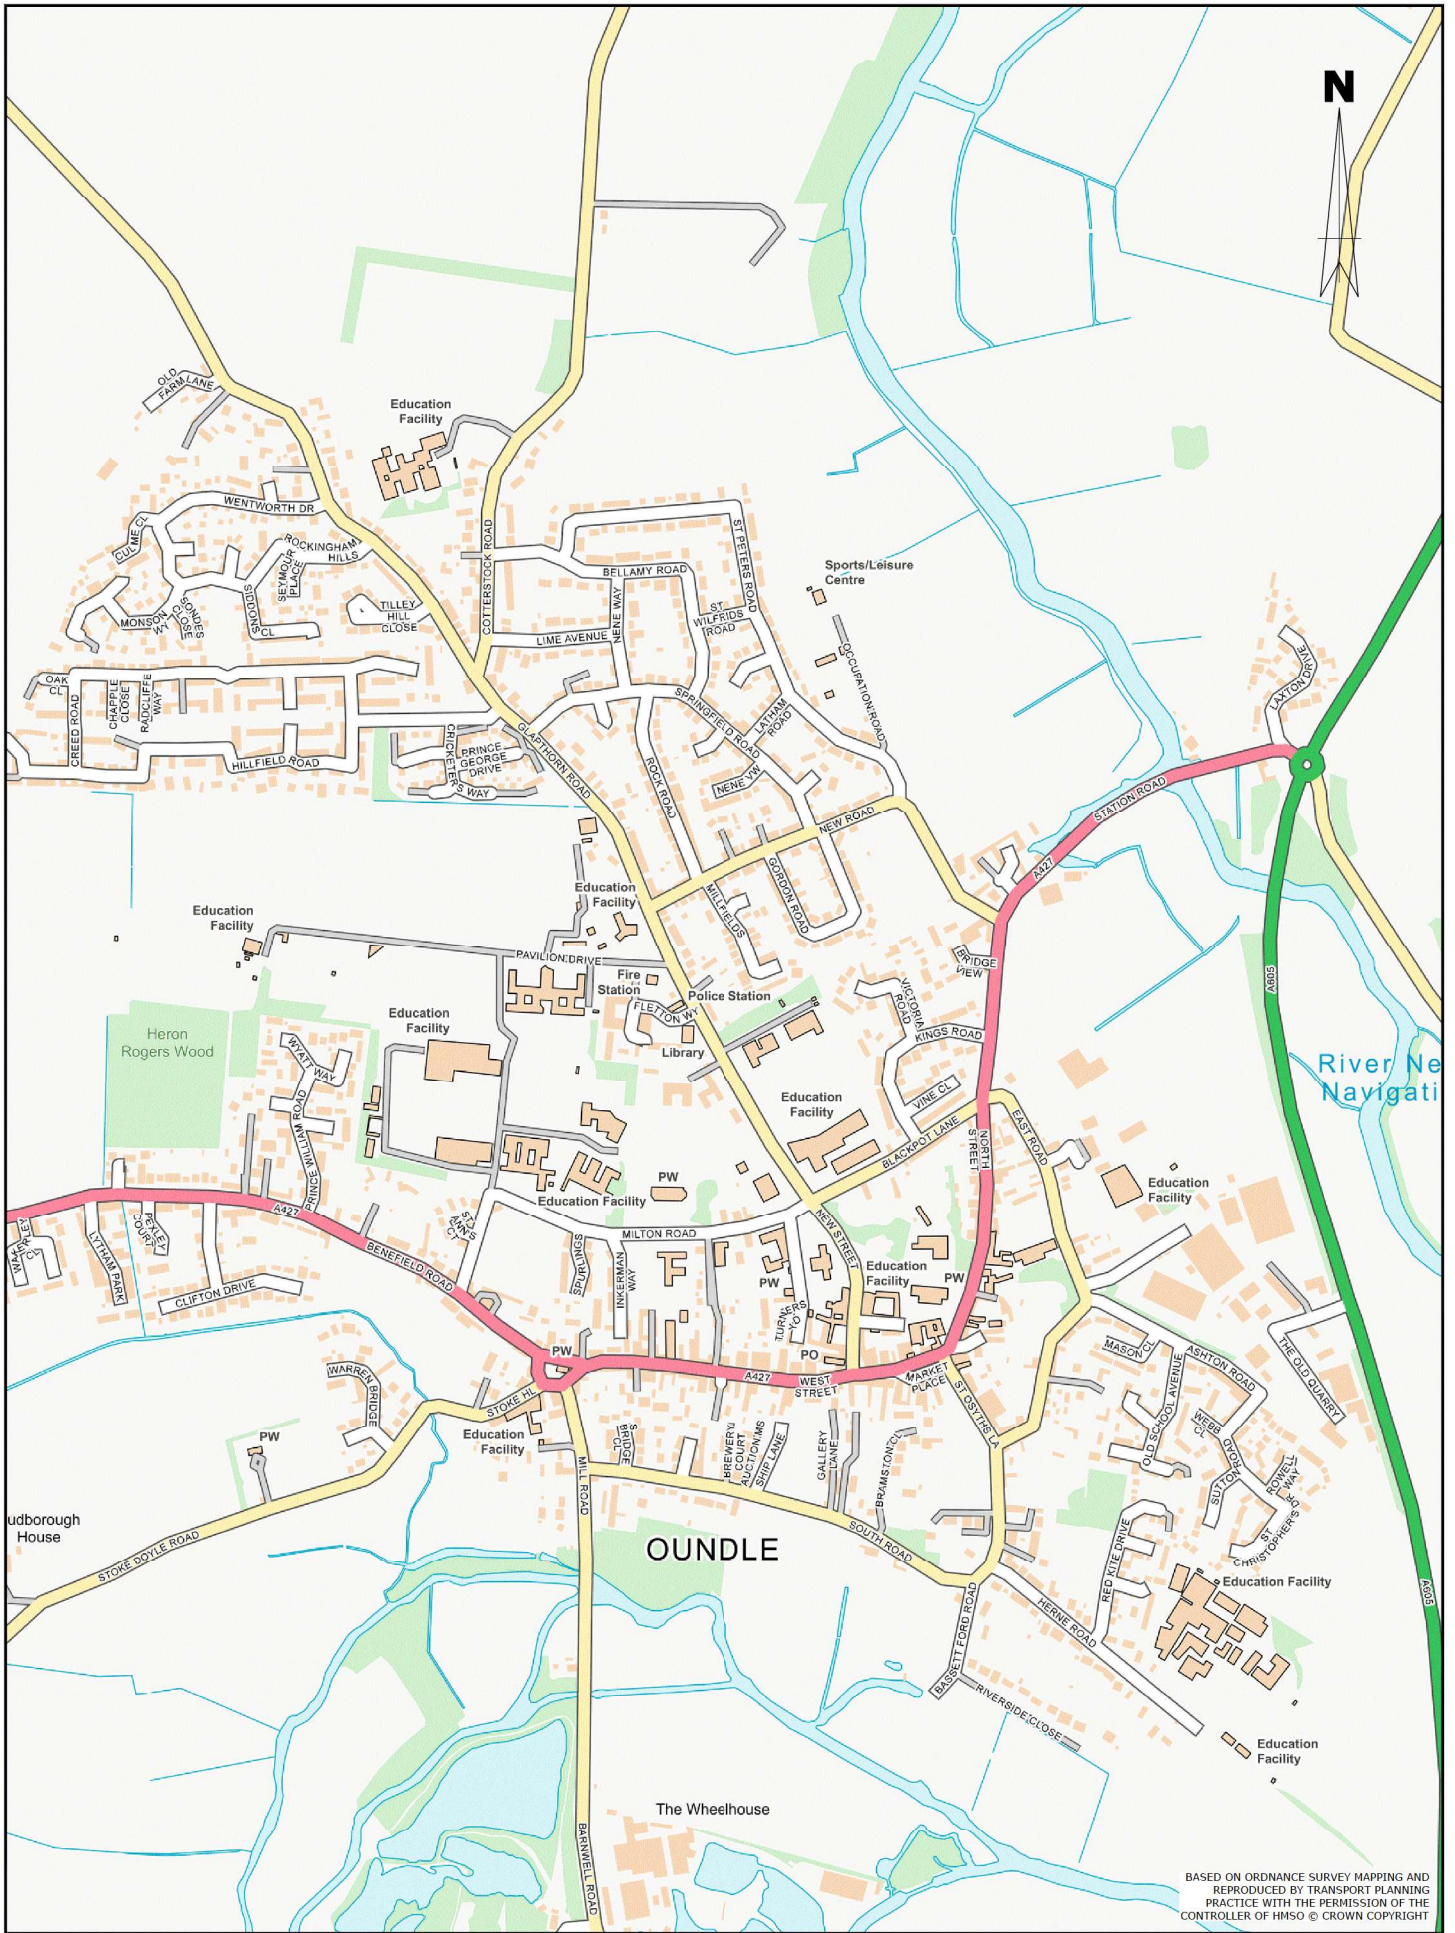 N
OLD
FARM LANE
Education
Facility
WENTWORTH DR
CULME CL
ROCKINGHAM
HILLS
SEYMOUR
PLACE
SIDDONS
CL
MONSON
WY
SONDES
CLOSE
TILLEY
HILL
CLOSE
COTTERSTOCK ROAD
BELLAMY ROAD
ST PETERS ROAD
ST
WILFRIDS
ROAD
LIME AVENUE
NENE WAY
Sports/Leisure
Centre
OCCUPATION ROAD
OAK
CL
CREED ROAD
CHAPPLE
CLOSE
RADCLIFFE
WAY
HILLFIELD ROAD
CRICKETERS WAY
PRINCE
GEORGE
DRIVE
GLAPTHORN ROAD
SPRINGFIELD ROAD
LATHAM
ROAD
NENE VW
ROCK ROAD
NEW ROAD
LAXTON DRIVE
STATION ROAD
A427
GORDON ROAD
MILLFIELDS
Education
Facility
Education
Facility
PAVILION DRIVE
Fire
Station
FLETTON WY
Police Station
Library
BRIDGE
VIEW
VICTORIA
ROAD
KINGS ROAD
VINE CL
A605
River Ne
Navigati
Heron
Rogers Wood
Education
Facility
WYATT WAY
PRINCE WILLIAM ROAD
Education
Facility
BLACKPOT LANE
NORTH
STREET
EAST ROAD
Education
Facility
PW
Education Facility
MILTON ROAD
ST
ANN'S
CT
SPURLINGS
INKERMAN
WAY
NEW STREET
Education
Facility
PW
PW
TURNERS
YD
PO
A427
BENEFIELD ROAD
LYTHAM PARK
PEXLEY
COURT
CLIFTON DRIVE
WARREN BRIDGE
PW
PW
STOKE HL
Education
Facility
A427
WEST
STREET
MARKET
PLACE
ST OSYTHS LA
MASON CL
ASHTON ROAD
THE OLD QUARRY
OLD SCHOOL AVENUE
WEBB
CL
SUTTON
ROAD
ROWELL
WAY
ST
CHRISTOPHER'S DR
S
BRIDGE
CL
BREWERY
COURT
AUCTION MS
SHIP LANE
GALLERY
LANE
BRAMSTON CL
MILL ROAD
SOUTH ROAD
OUNDLE
udborough
House
STOKE DOYLE ROAD
RED KITE DRIVE
Education Facility
HERNE ROAD
BASSETT FORD ROAD
RIVERSIDE CLOSE
A605
Education
Facility
The Wheelhouse
BARNWELL ROAD
BASED ON ORDNANCE SURVEY MAPPING AND
REPRODUCED BY TRANSPORT PLANNING
PRACTICE WITH THE PERMISSION OF THE
CONTROLLER OF HMSO © CROWN COPYRIGHT